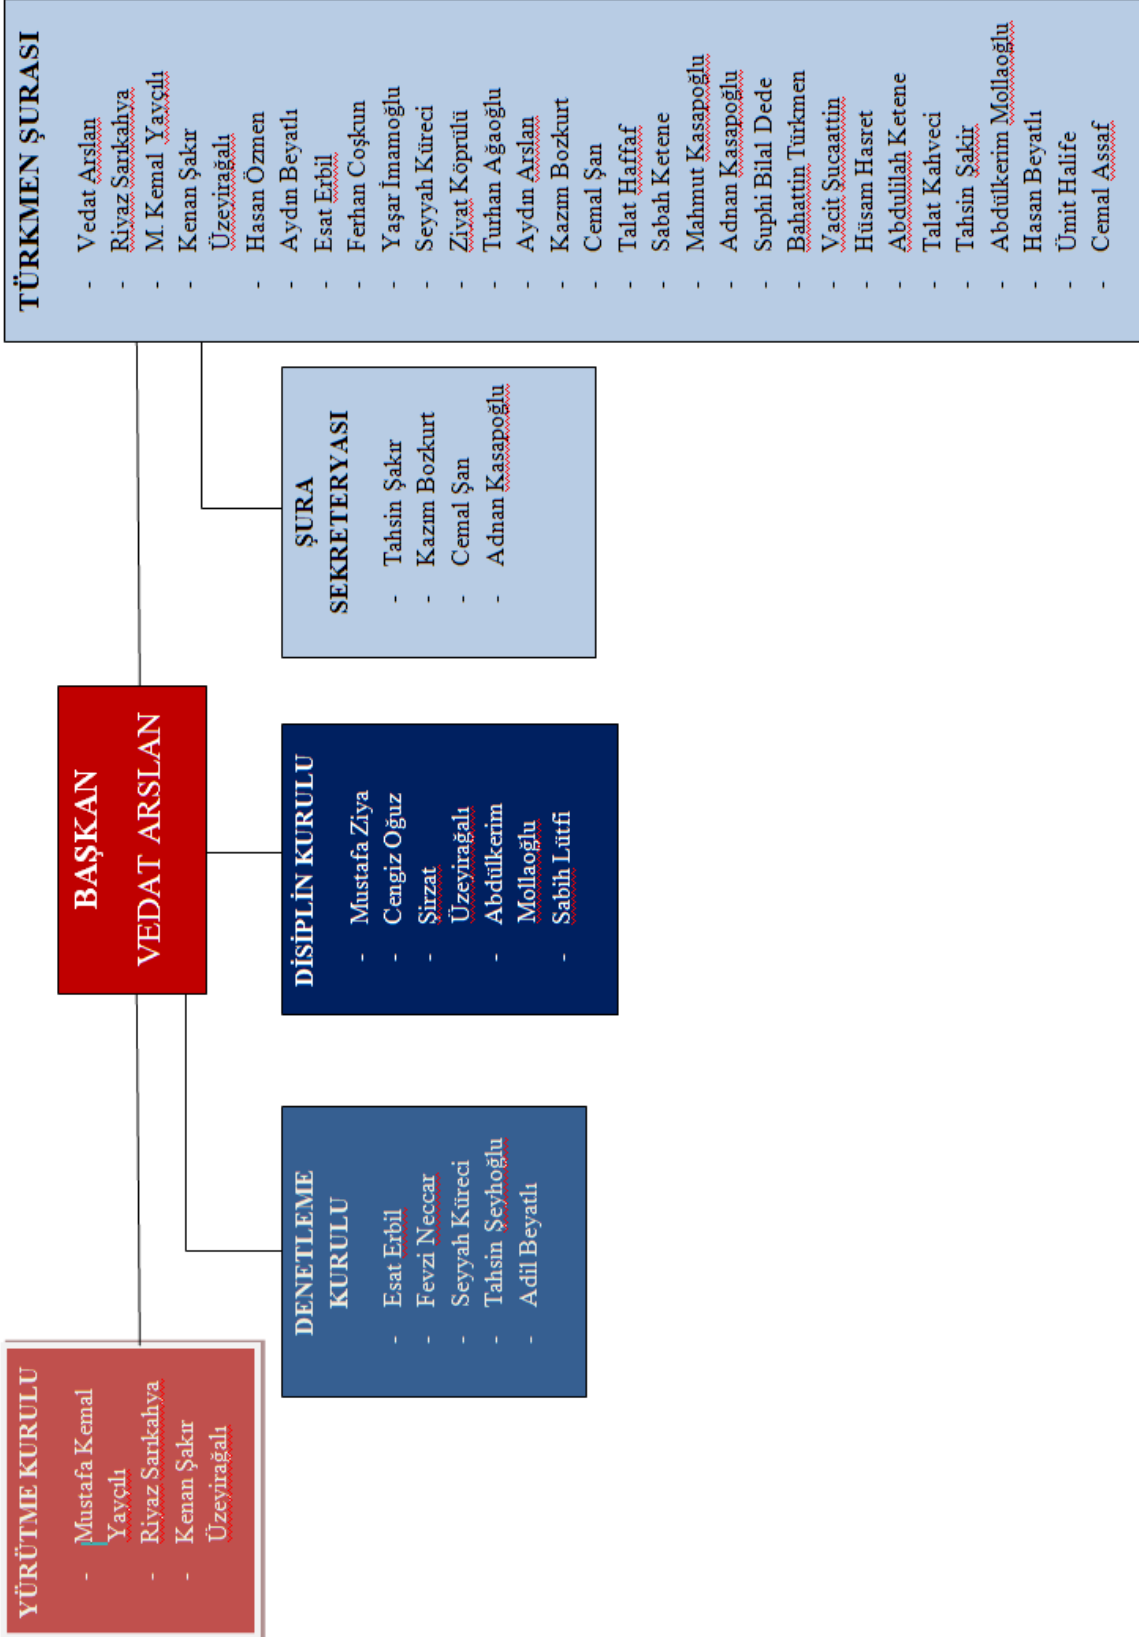 YÜRÜTME KURULU
- Mustafa Kemal
Yayçılı
- Riyaz Sarıkahya
- Kenan Şakır
Üzeyirağalı
BAŞKAN
VEDAT ARSLAN
DENETLEME
KURULU
- Esat Erbil
- Fevzi Neccar
- Seyyah Küreci
- Tahsin Şeyhoğlu
- Adil Beyatlı
DİSİPLİN KURULU
- Mustafa Ziya
- Cengiz Oğuz
- Şirzat
Üzeyirağalı
- Abdülkerim
Mollaoğlu
- Sabih Lütfi
ŞURA
SEKRETERYASI
- Tahsin Şakır
- Kazım Bozkurt
- Cemal Şan
- Adnan Kasapoğlu
TÜRKMEN ŞURASI
- Vedat Arslan
- Riyaz Sarıkahya
- M. Kemal Yayçılı
- Kenan Şakır
Üzeyirağalı
- Hasan Özmen
- Aydın Beyatlı
- Esat Erbil
- Ferhan Coşkun
- Yaşar İmamoğlu
- Seyyah Küreci
- Ziyat Köprülü
- Turhan Ağaoğlu
- Aydın Arslan
- Kazım Bozkurt
- Cemal Şan
- Talat Haffaf
- Sabah Ketene
- Mahmut Kasapoğlu
- Adnan Kasapoğlu
- Suphi Bilal Dede
- Bahattin Türkmen
- Vacit Şucaattin
- Hüsam Hasret
- Abdulilah Ketene
- Talat Kahveci
- Tahsin Şakir
- Abdülkerim Mollaoğlu
- Hasan Beyatlı
- Ümit Halife
- Cemal Assaf